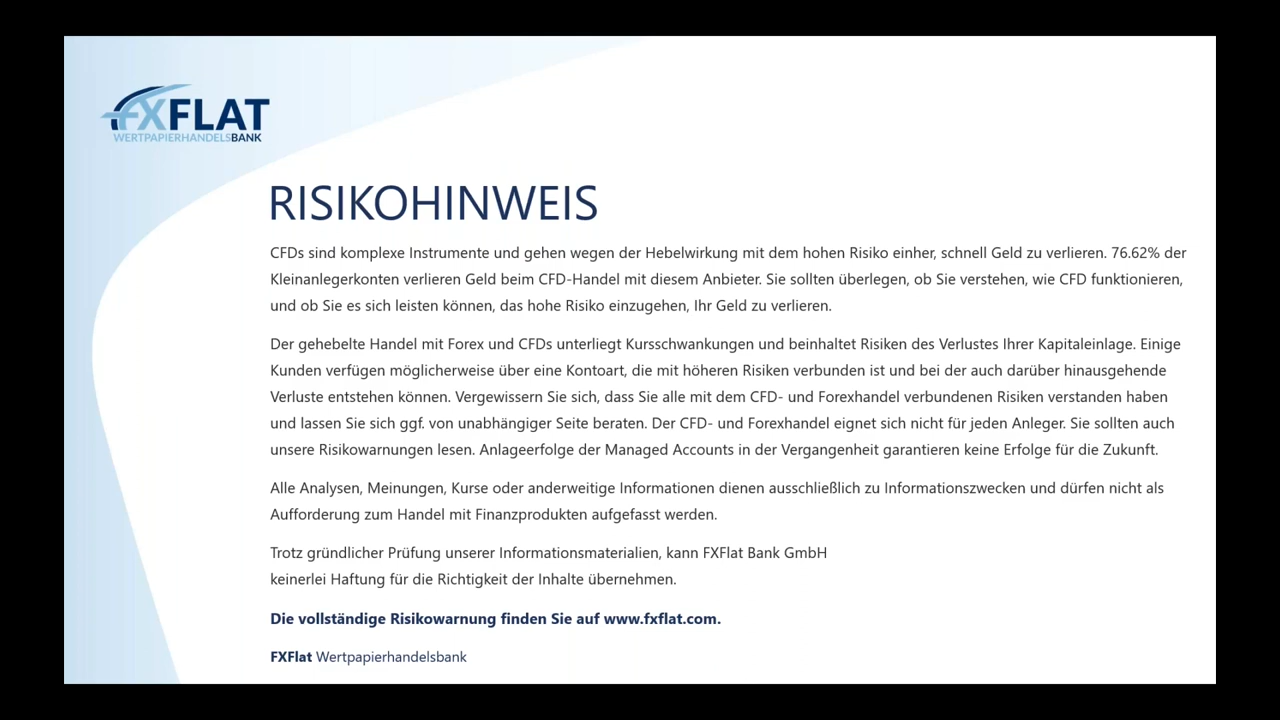 FXFLAT
WERTPAPIERHANDELSBANK
RISIKOHINWEIS
CFDs sind komplexe Instrumente und gehen wegen der Hebelwirkung mit dem hohen Risiko einher, schnell Geld zu verlieren. 76.62% der
Kleinanlegerkonten verlieren Geld beim CFD-Handel mit diesem Anbieter. Sie sollten überlegen, ob Sie verstehen, wie CFD funktionieren,
und ob Sie es sich leisten können, das hohe Risiko einzugehen, Ihr Geld zu verlieren.
Der gehebelte Handel mit Forex und CFDs unterliegt Kursschwankungen und beinhaltet Risiken des Verlustes Ihrer Kapitaleinlage. Einige
Kunden verfügen möglicherweise über eine Kontoart, die mit höheren Risiken verbunden ist und bei der auch darüber hinausgehende
Verluste entstehen können. Vergewissern Sie sich, dass Sie alle mit dem CFD- und Forexhandel verbundenen Risiken verstanden haben
und lassen Sie sich ggf. von unabhängiger Seite beraten. Der CFD- und Forexhandel eignet sich nicht für jeden Anleger. Sie sollten auch
unsere Risikowarnungen lesen. Anlageerfolge der Managed Accounts in der Vergangenheit garantieren keine Erfolge für die Zukunft.
Alle Analysen, Meinungen, Kurse oder anderweitige Informationen dienen ausschließlich zu Informationszwecken und dürfen nicht als
Aufforderung zum Handel mit Finanzprodukten aufgefasst werden.
Trotz gründlicher Prüfung unserer Informationsmaterialien, kann FXFlat Bank GmbH
keinerlei Haftung für die Richtigkeit der Inhalte übernehmen.
Die vollständige Risikowarnung finden Sie auf www.fxflat.com.
FXFlat Wertpapierhandelsbank